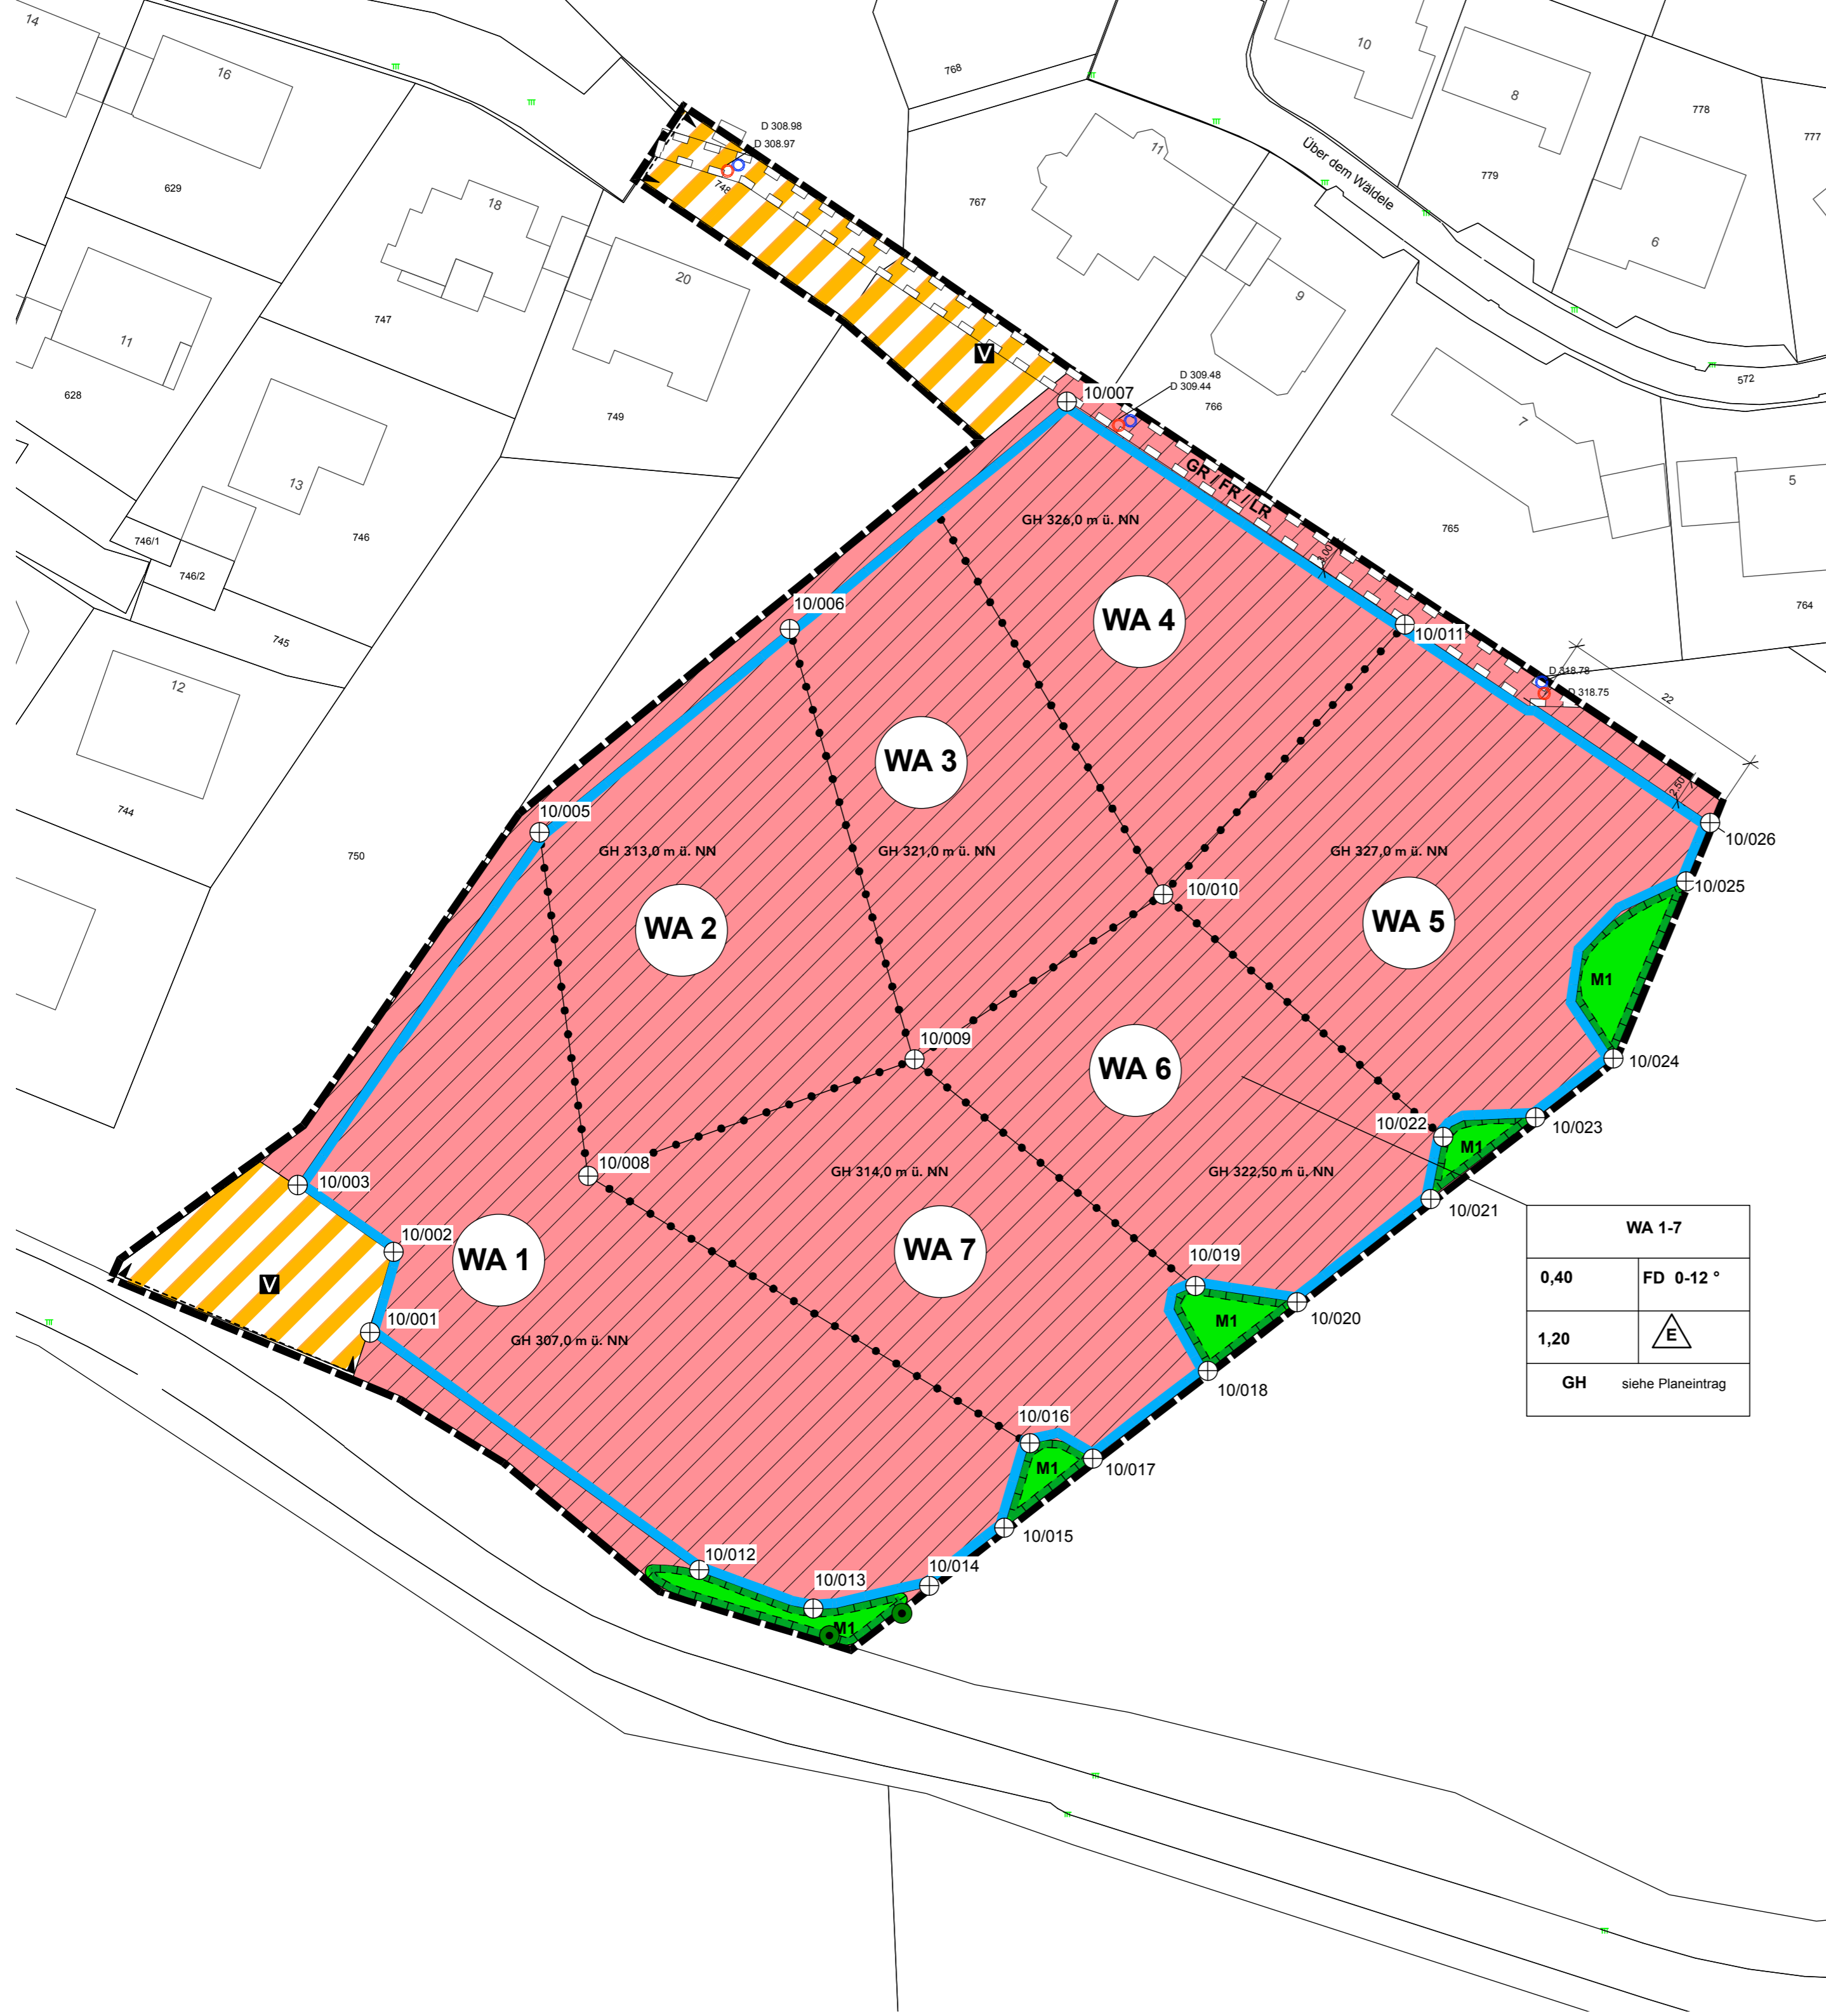 14
16
10
768
8
778
777
D 308.98
D 308.97
11
Über dem Wäldele
779
629
748
18
767
6
20
9
747
11
V
572
D 309.48
D 309.44
10/007
766
628
749
7
13
GR / FR / LR
5
GH 326,0 m ü. NN
765
746/1
746
3,00
746/2
10/006
WA 4
764
10/011
745
D 318.78
D 318.75
12
22
WA 3
2,50
744
10/005
10/026
750
GH 313,0 m ü. NN
GH 321,0 m ü. NN
GH 327,0 m ü. NN
10/010
10/025
WA 2
WA 5
M1
10/009
WA 6
10/024
10/022
10/023
M1
10/008
10/003
GH 314,0 m ü. NN
GH 322,50 m ü. NN
10/021
10/002
WA 1
WA 7
V
10/019
10/020
M1
10/001
GH 307,0 m ü. NN
WA 1-7
0,40
FD 0-12 °
1,20
E
GH siehe Planeintrag
10/018
10/016
M1
10/017
10/015
10/012
10/013
10/014
M1